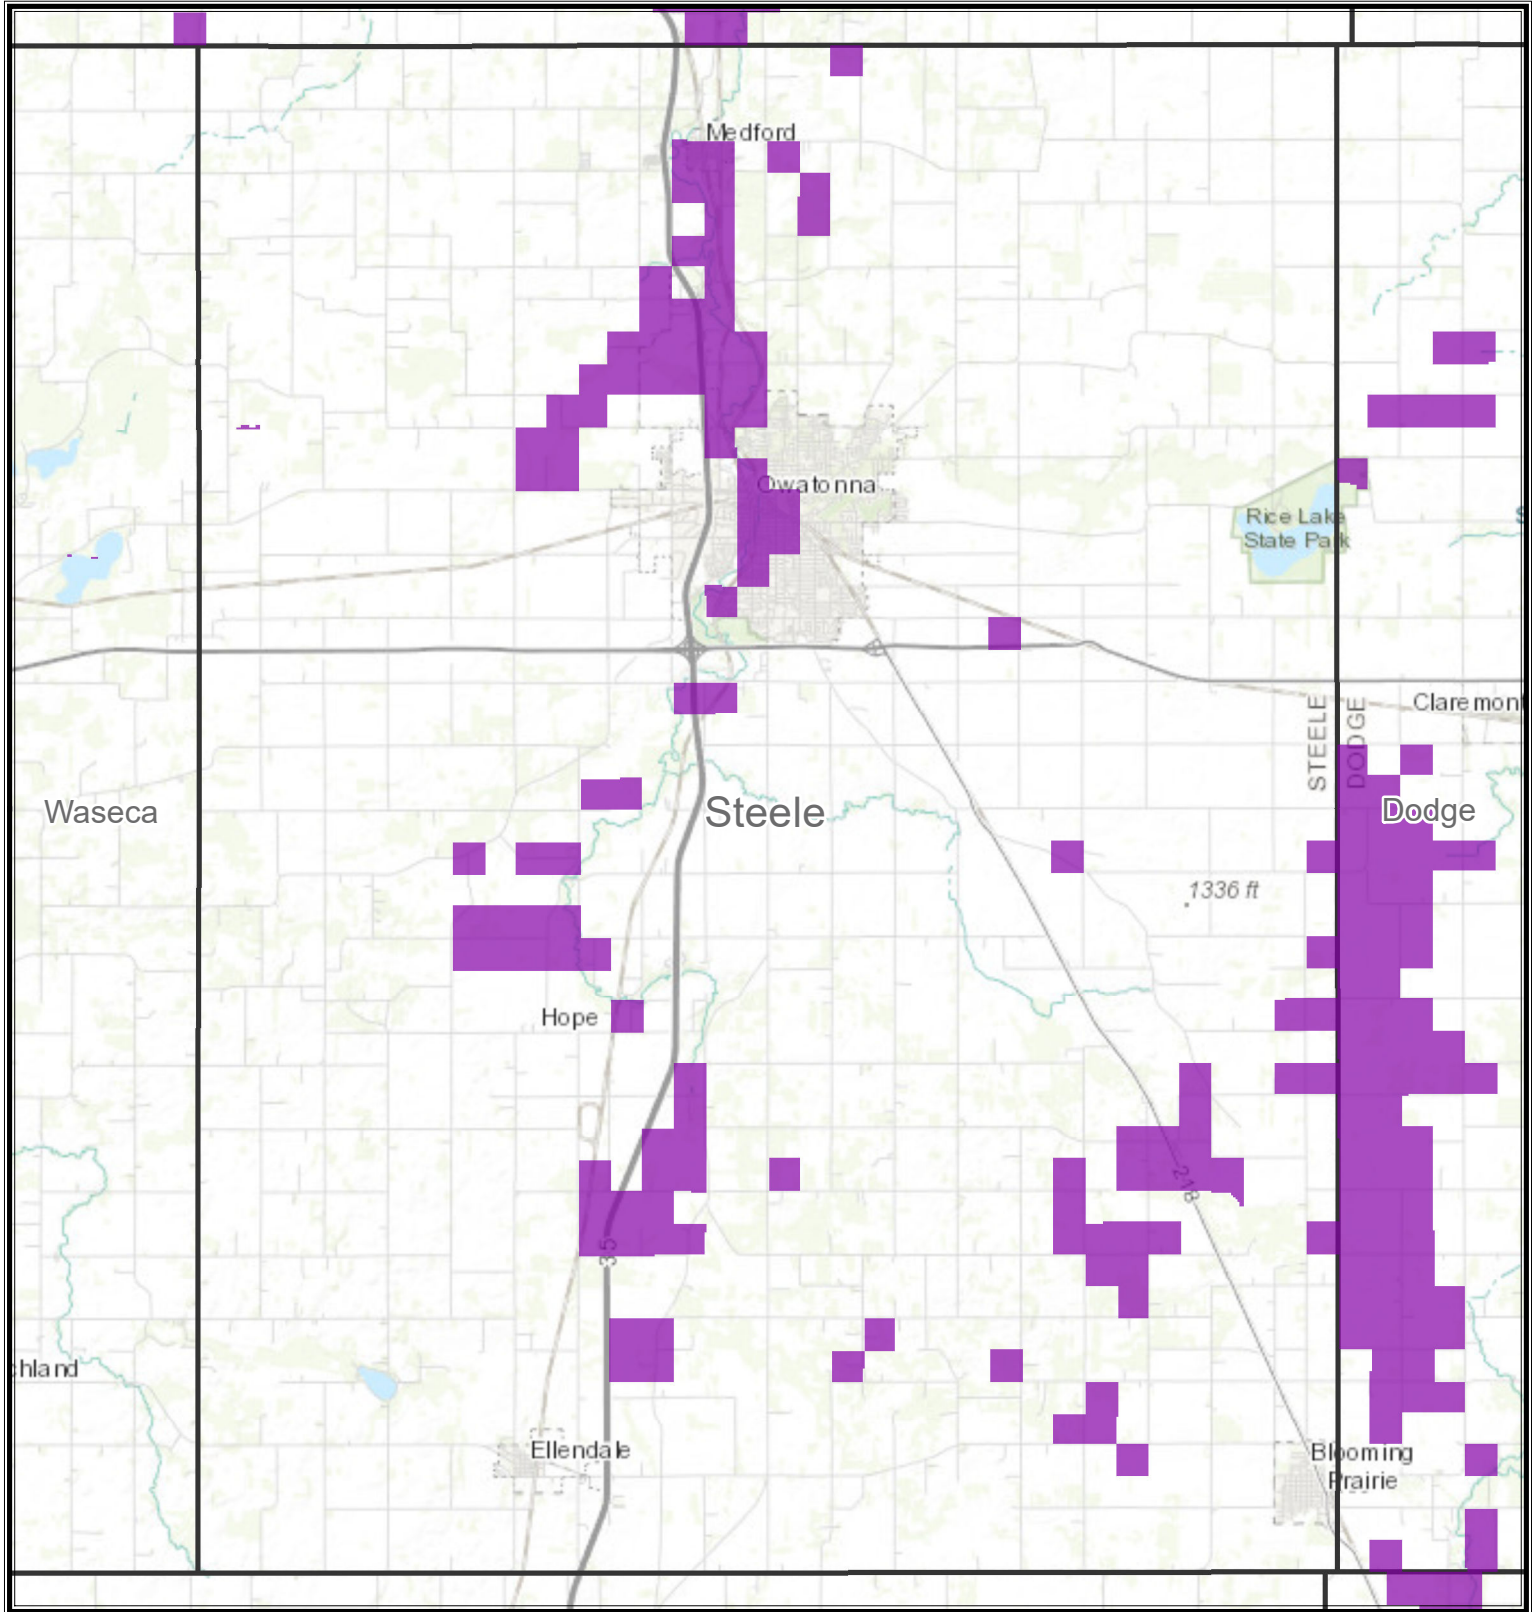 Medford
Owatonna
Rice Lake
State Park
Claremont
STEELE
DODGE
Waseca
Steele
Dodge
1336 ft
Hope
218
35
chland
Ellendale
Blooming
Prairie